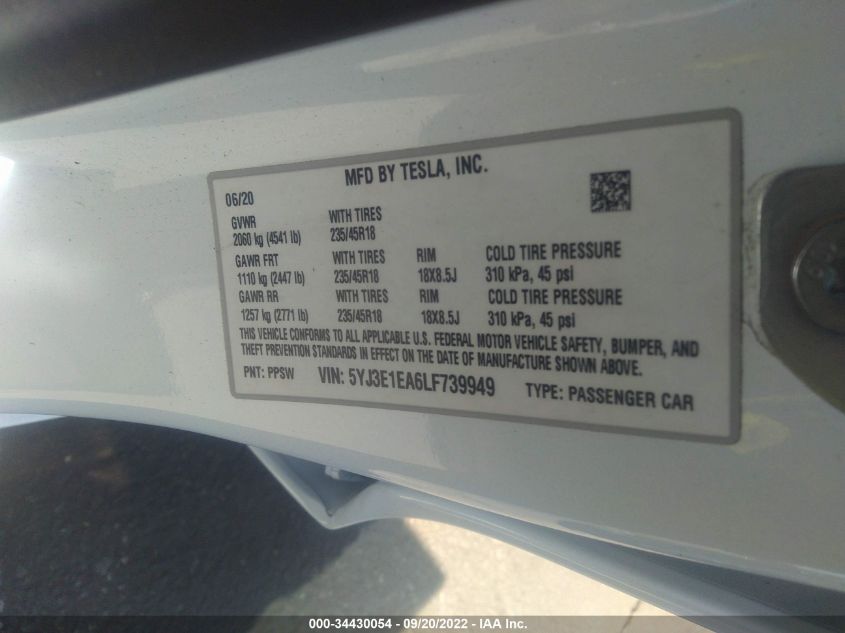 MFD BY TESLA, INC.
06/20
GVWR WITH TIRES
2060 kg (4541 lb) 235/45R18
GAWR FRT WITH TIRES RIM COLD TIRE PRESSURE
1110 kg (2447 lb) 235/45R18 18X8.5J 310 kPa, 45 psi
GAWR RR WITH TIRES RIM COLD TIRE PRESSURE
1257 kg (2771 lb) 235/45R18 18X8.5J 310 kPa, 45 psi
THIS VEHICLE CONFORMS TO ALL APPLICABLE U.S. FEDERAL MOTOR VEHICLE SAFETY, BUMPER, AND
THEFT PREVENTION STANDARDS IN EFFECT ON THE DATE OF MANUFACTURE SHOWN ABOVE.
PNT: PPSW VIN: 5YJ3E1EA6LF739949 TYPE: PASSENGER CAR
000-34430054 - 09/20/2022 - IAA Inc.